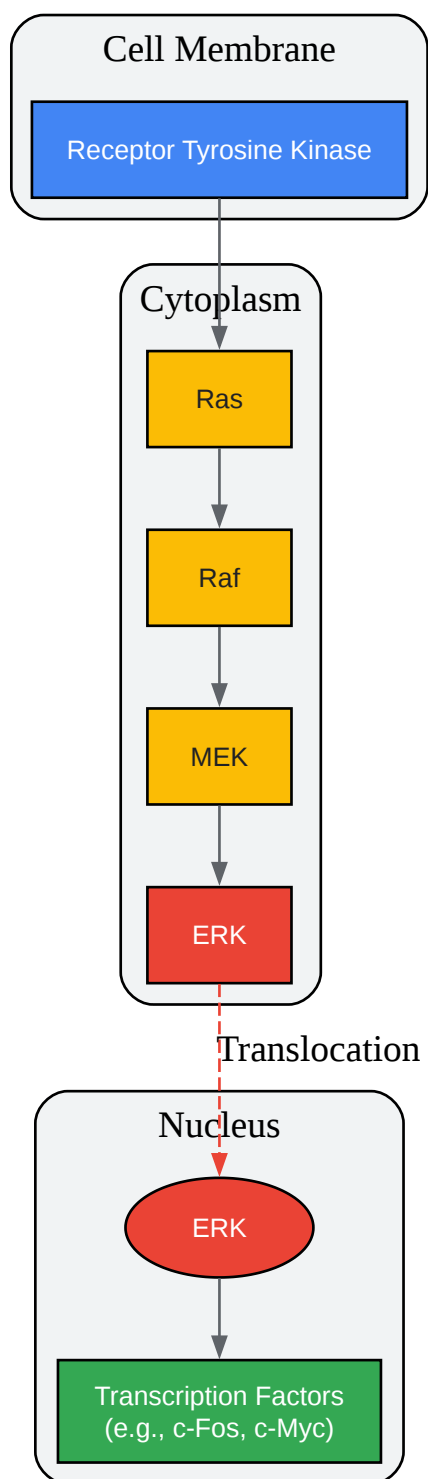 Cell Membrane
Receptor Tyrosine Kinase
Cytoplasm
Ras
Raf
MEK
ERK
Translocation
Nucleus
ERK
Transcription Factors
(e.g., c-Fos, c-Myc)